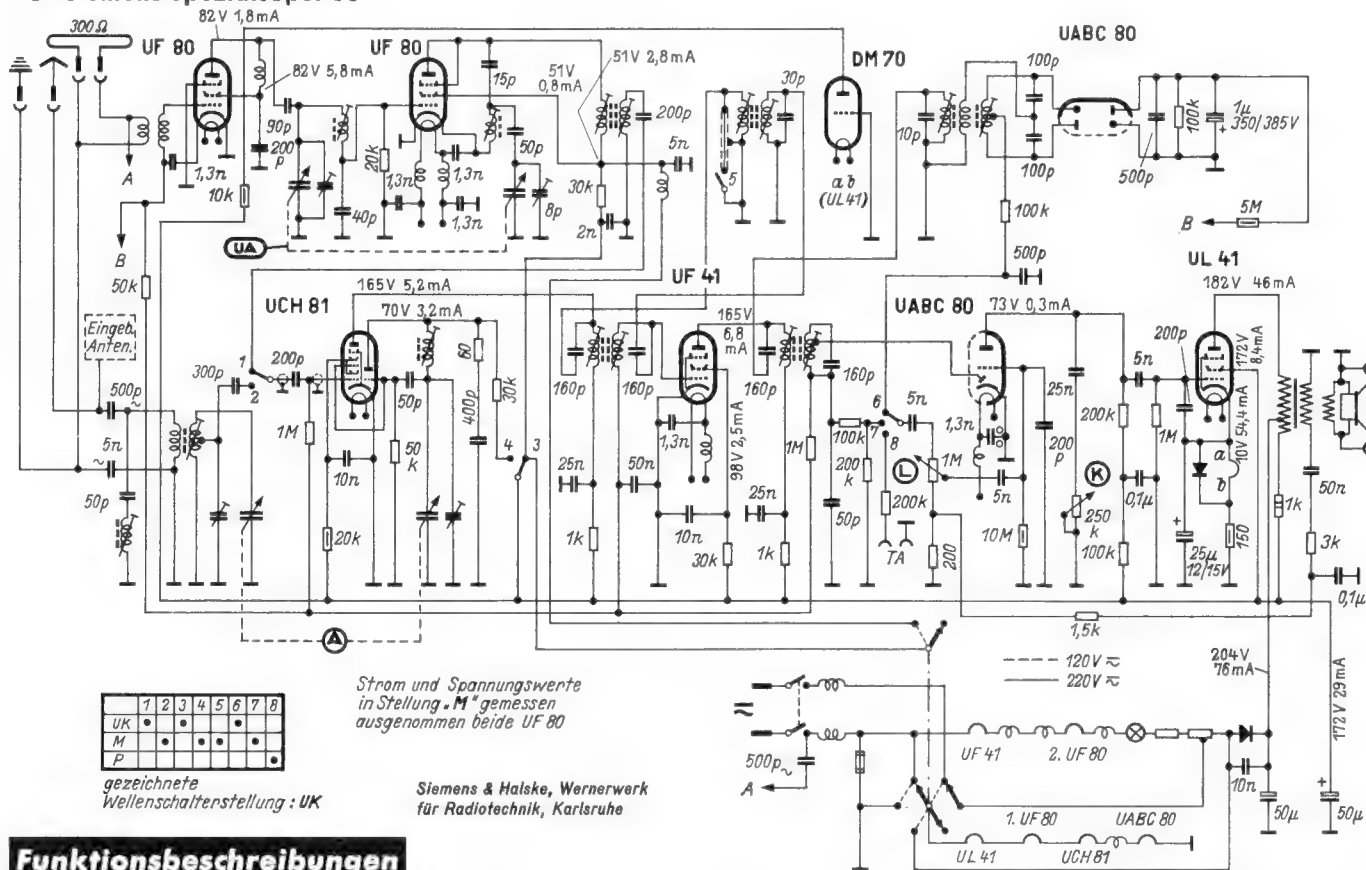 82V 1,8mA
300Ω
UF 80
UF 80
DM 70
UABC 80
82V 5,8mA
15p
51V 2,8mA
51V
0,8mA
30p
100p
90p
200p
200p
10p
100k
1µ
350/385V
20k
50p
5n
5
a b
(UL41)
100p
500p
A
1,3n
1,3n
1,3n
30k
10k
40p
1,3n
8p
2n
100k
5M
B
B
UA
500p
50k
165V 5,2mA
UF 41
UL 41
UCH 81
70V 3,2mA
165V
6,8
mA
UABC 80
73V 0,3mA
182V 46mA
Eingeb.
Anten.
1
200p
60
200p
172V
8,4mA
300p
2
160p
160p
160p
160p
5n
500p~
50p
400p
30k
6
5n
25n
10V 54,4mA
5n
~
1M
50
k
4
3
1,3n
98V 2,5mA
1M
100k
7
8
1,3n
200
p
200k
1M
a
10n
25n
50n
25n
200
k
L
1M
K
b
50n
50p
20k
10n
50p
200k
5n
250
k
0,1µ
1k
1k
30k
1k
TA
200
10M
100k
25µ
12/15V
150
3k
0,1µ
A
1,5k
120V ≂
220V ≂
204V
76mA
172V 29mA
1 2 3 4 5 6 7 8
UK
M
P
gezeichnete
Wellenschalterstellung : UK
Strom und Spannungswerte
in Stellung „M" gemessen
ausgenommen beide UF 80
Siemens & Halske, Wernerwerk
für Radiotechnik, Karlsruhe
≂
500p~
A
UF 41
2. UF 80
10n
1. UF 80
UABC 80
50µ
50µ
UL 41
UCH 81
Funktionsbeschreibungen